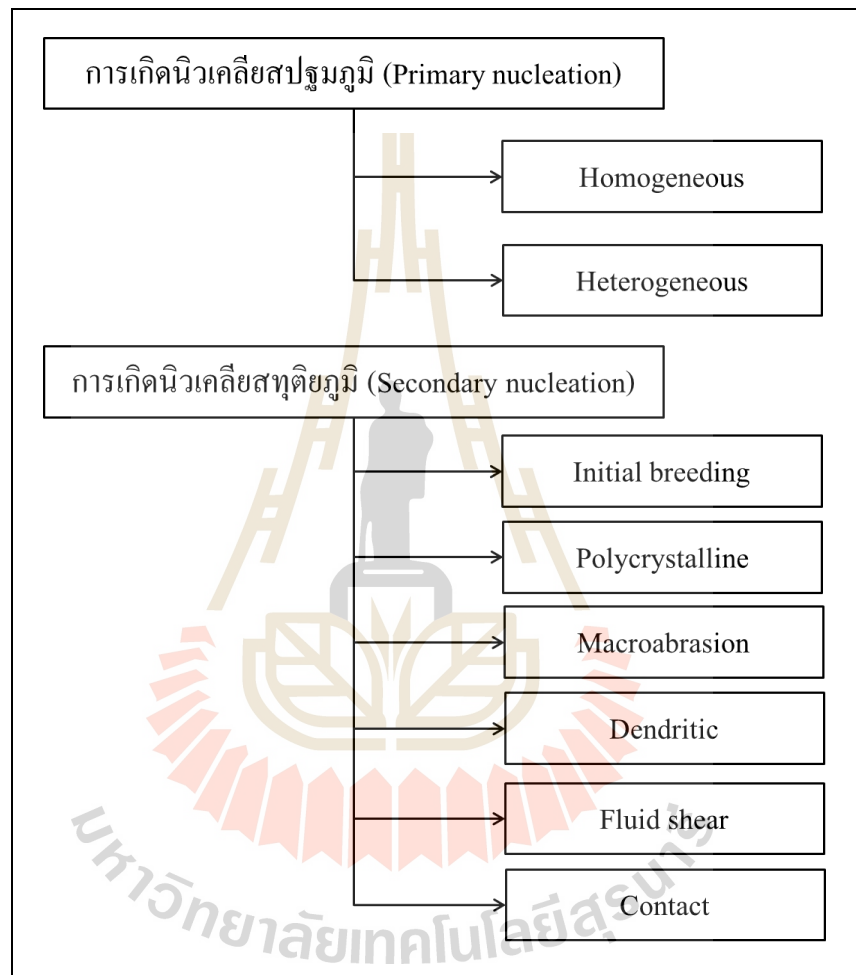 การเกิดนิวเคลียสปฐมภูมิ (Primary nucleation)
Homogeneous
Heterogeneous
การเกิดนิวเคลียสทุติยภูมิ (Secondary nucleation)
Initial breeding
Polycrystalline
Macroabrasion
Dendritic
Fluid shear
Contact
มหาวิทยาลัยเทคโนโลยีสุรนารี